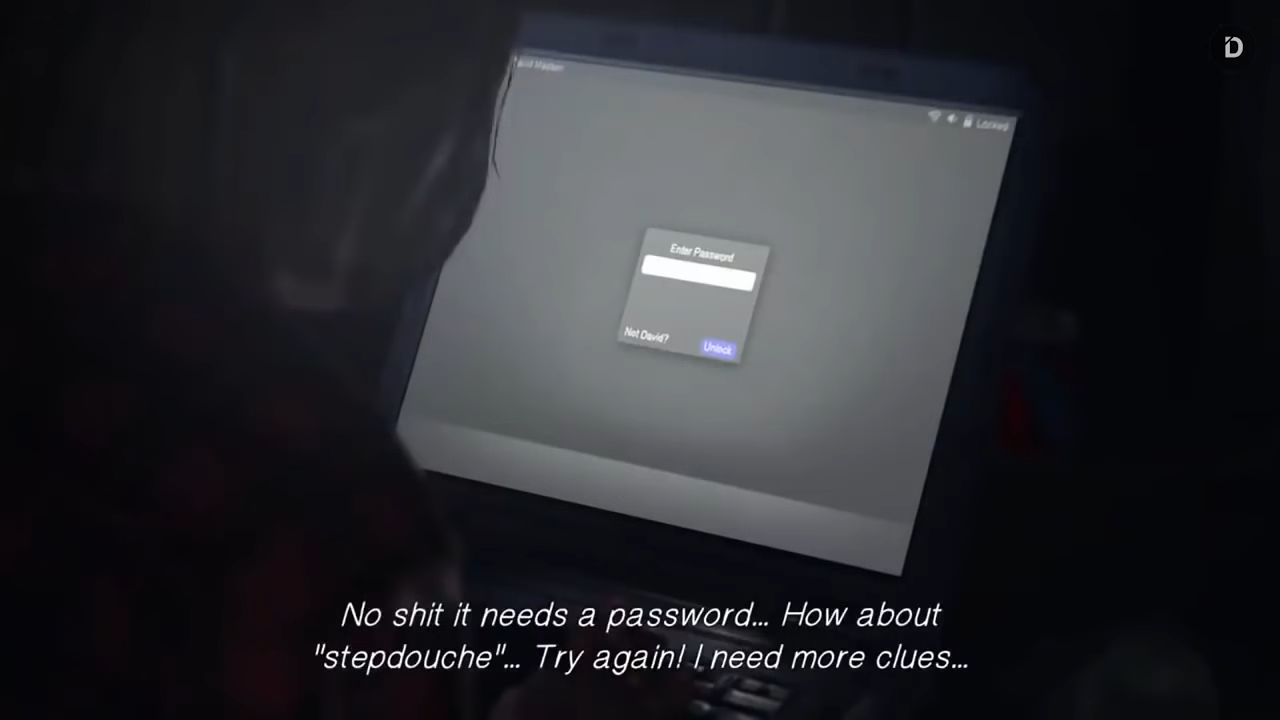 Locked
Enter Password
Not David?
Unlock
No shit it needs a password... How about
"stepdouche"... Try again! I need more clues...